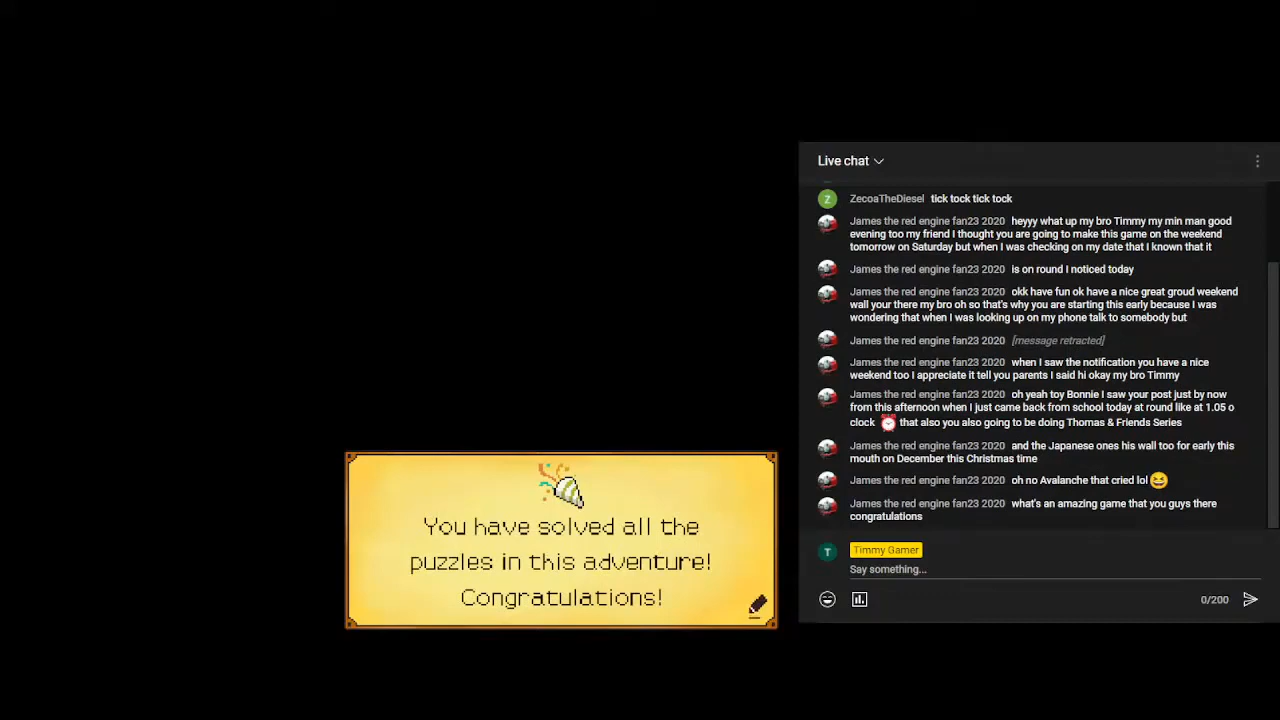 Live chat
ZecoaTheDiesel tick tock tick tock
James the red engine fan23 2020 heyyy what up my bro Timmy my min man good
evening too my friend I thought you are going to make this game on the weekend
tomorrow on Saturday but when I was checking on my date that I known that it
James the red engine fan23 2020 is on round I noticed today
James the red engine fan23 2020 okk have fun ok have a nice great groud weekend
wall your there my bro oh so that's why you are starting this early because I was
wondering that when I was looking up on my phone talk to somebody but
James the red engine fan23 2020 [message retracted]
James the red engine fan23 2020 when I saw the notification you have a nice
weekend too I appreciate it tell you parents I said hi okay my bro Timmy
James the red engine fan23 2020 oh yeah toy Bonnie I saw your post just by now
from this afternoon when I just came back from school today at round like at 1.05 o
clock that also you also going to be doing Thomas & Friends Series
James the red engine fan23 2020 and the Japanese ones his wall too for early this
mouth on December this Christmas time
James the red engine fan23 2020 oh no Avalanche that cried lol
James the red engine fan23 2020 what's an amazing game that you guys there
congratulations
Z
T
Timmy Gamer
Say something...
0/200
You have solved all the
puzzles in this adventure!
Congratulations!